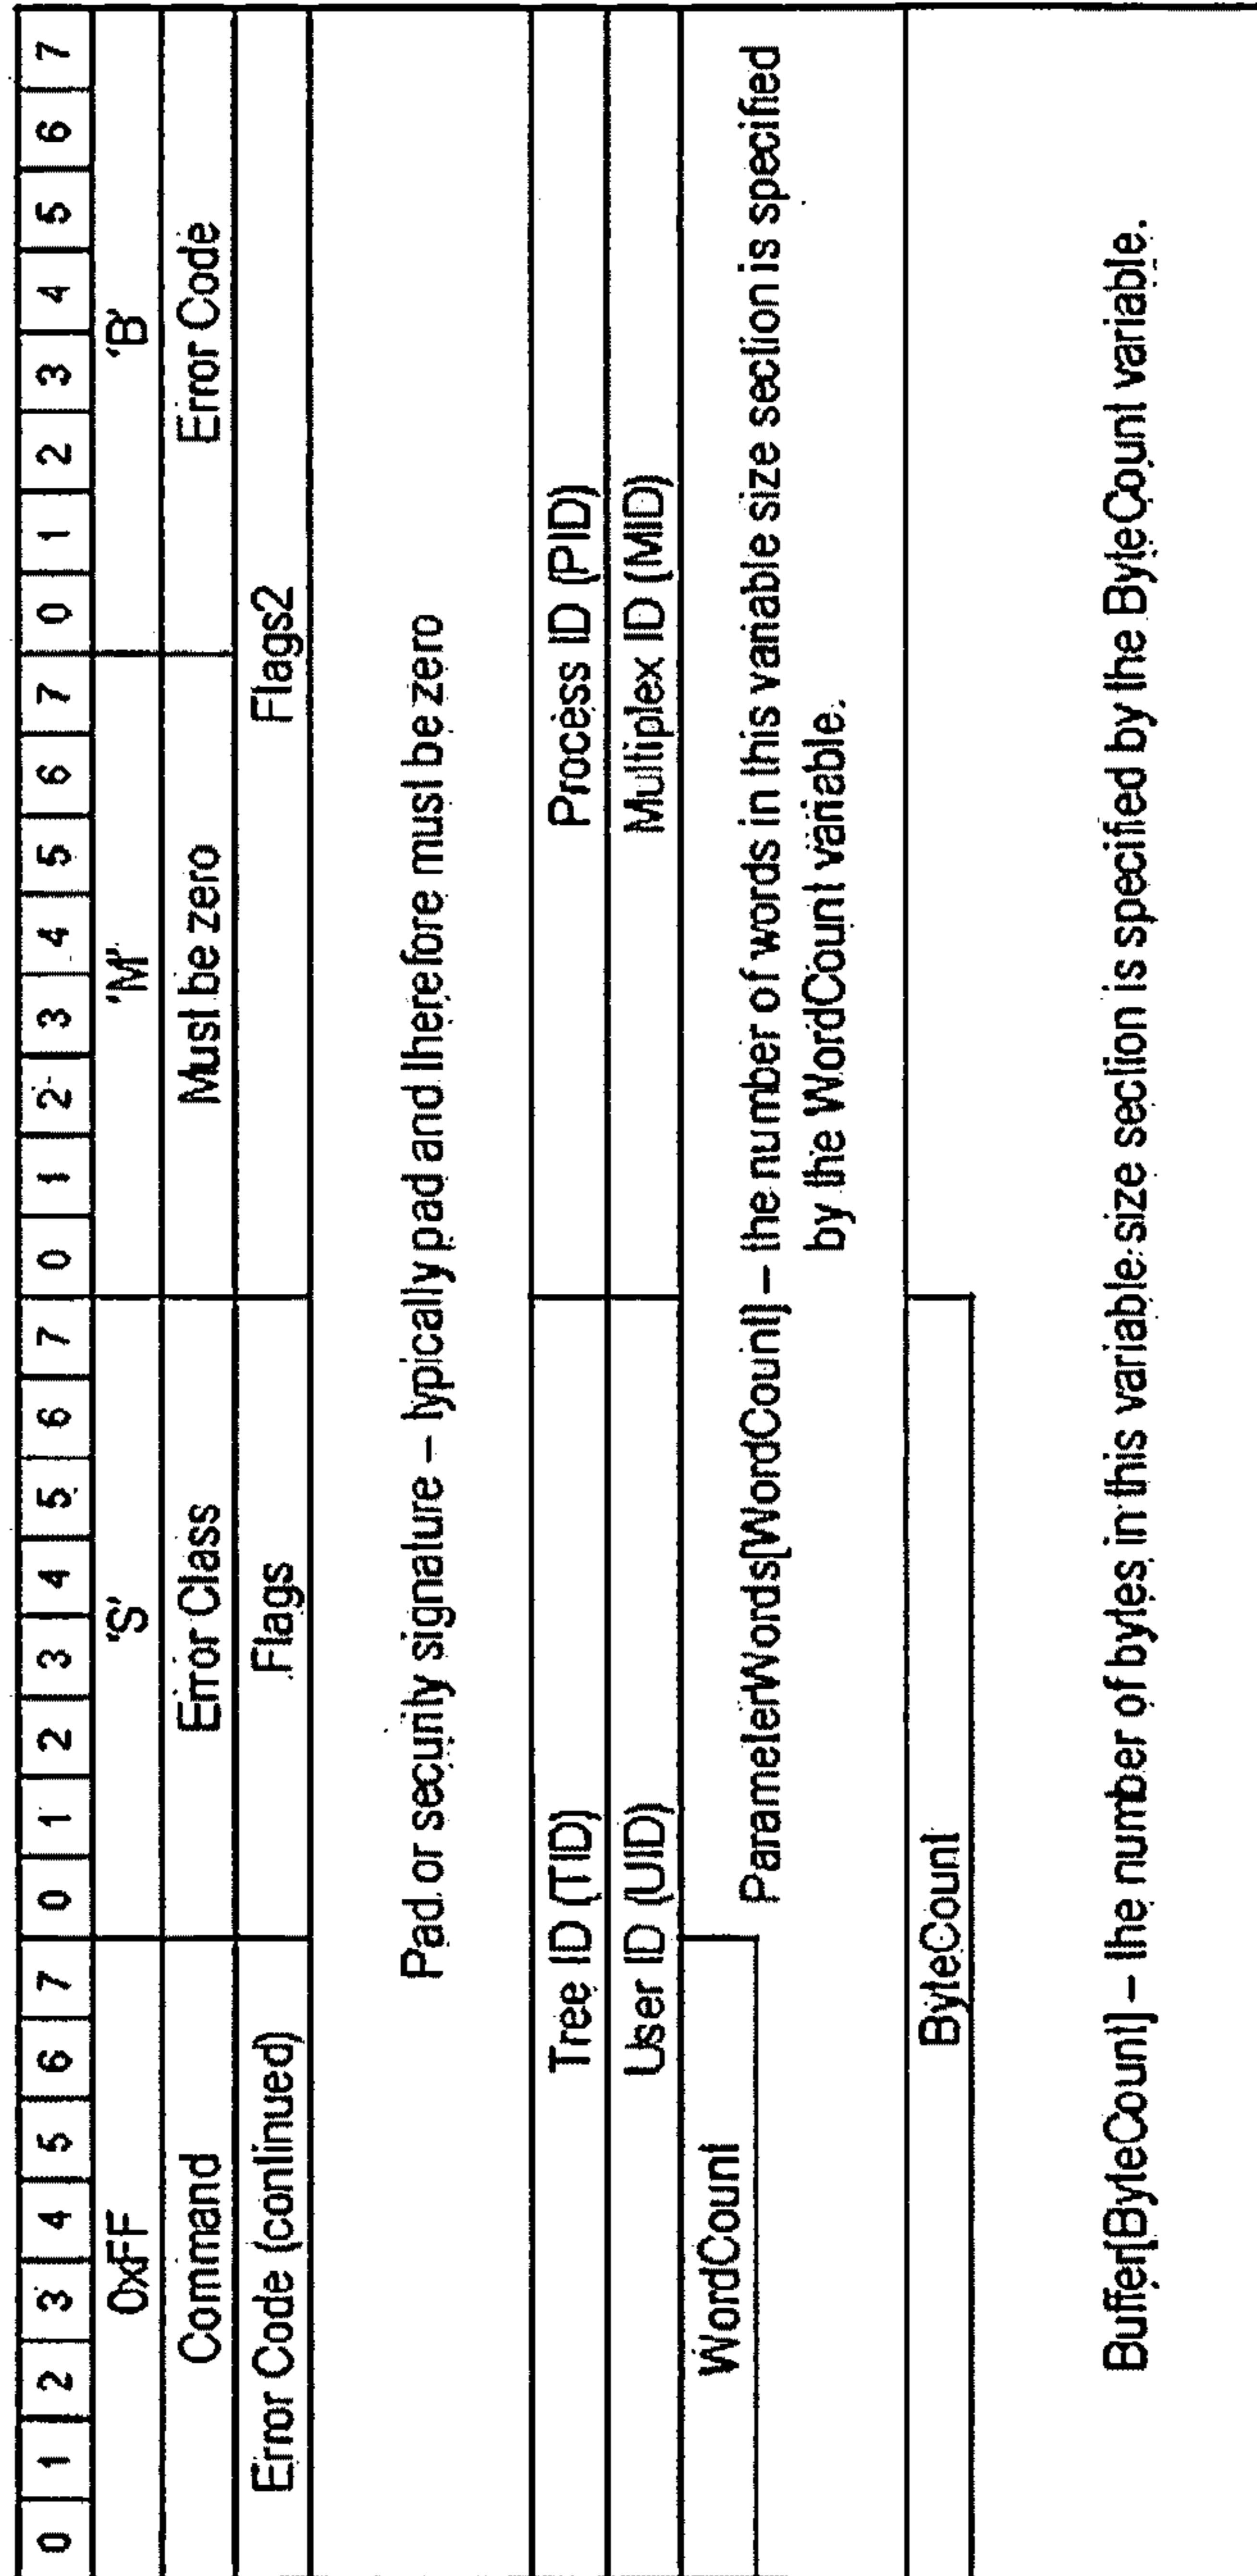 0 1 2 3 4 5 6 7 0 1 2 3 4 5 6 7 0 1 2 3 4 5 6 7 0 1 2 3 4 5 6 7
0xFF 'S' 'M' 'B'
Command Error Class Must be zero Error Code
Error Code (continued) Flags Flags2
Pad or security signature – typically pad and therefore must be zero
Tree ID (TID) Process ID (PID)
User ID (UID) Multiplex ID (MID)
WordCount ParameterWords[WordCount] – the number of words in this variable size section is specified
by the WordCount variable.
ByteCount
Buffer[ByteCount] – the number of bytes in this variable size section is specified by the ByteCount variable.